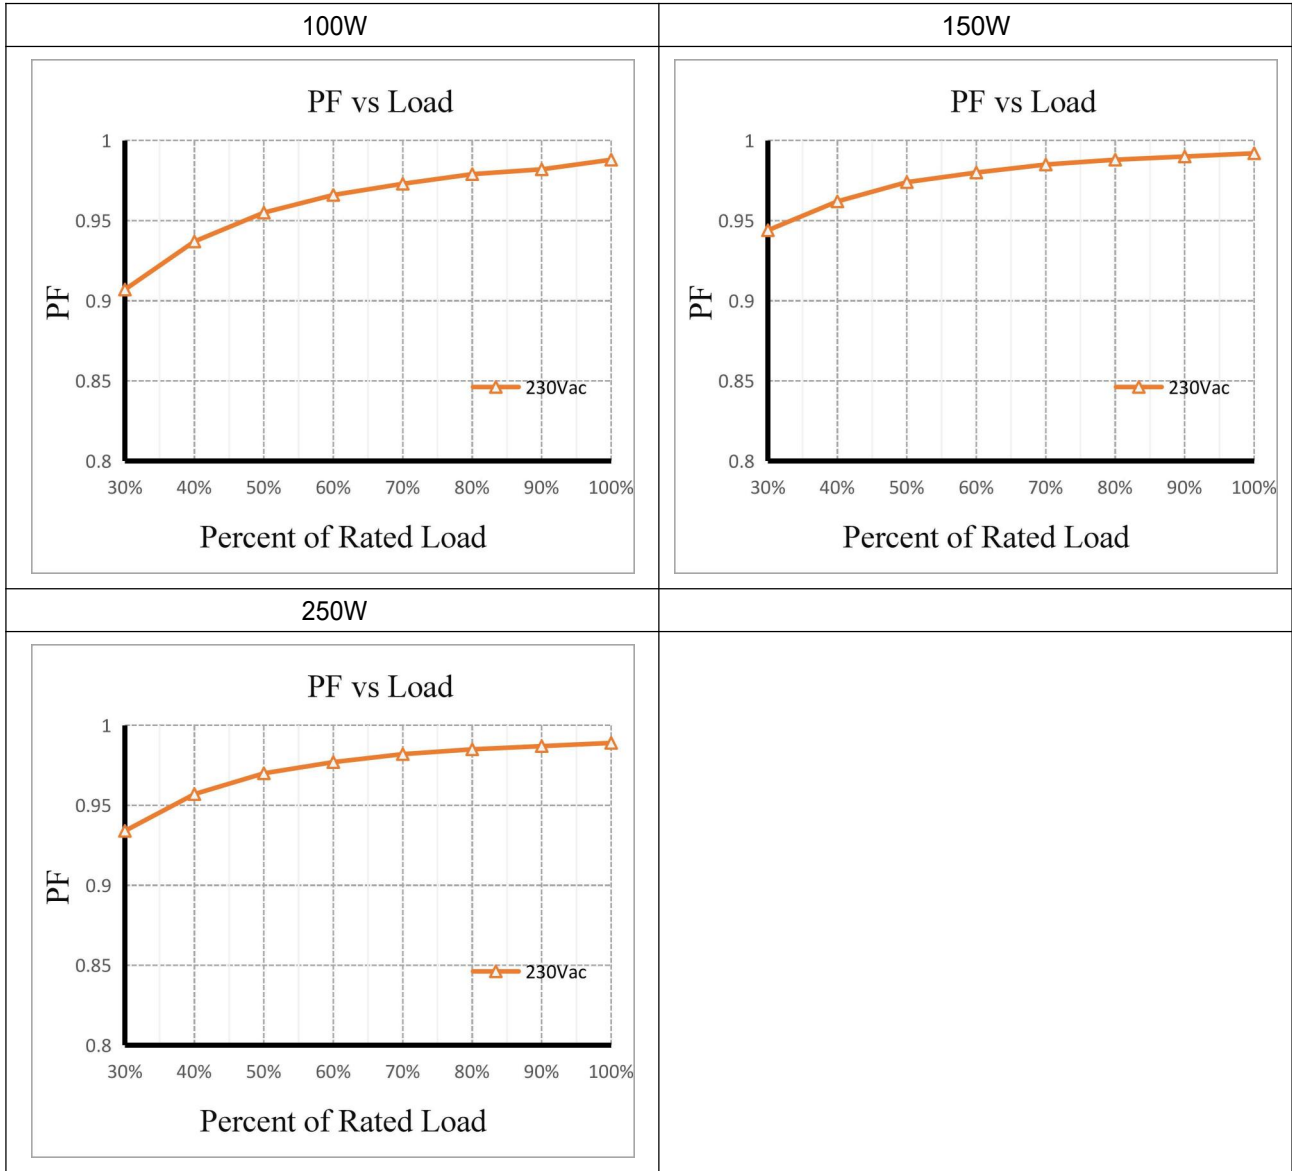 100W
150W
PF vs Load
1
0.95
0.9
0.85
0.8
PF
230Vac
30% 40% 50% 60% 70% 80% 90% 100%
Percent of Rated Load
PF vs Load
1
0.95
0.9
0.85
0.8
PF
230Vac
30% 40% 50% 60% 70% 80% 90% 100%
Percent of Rated Load
250W
PF vs Load
1
0.95
0.9
0.85
0.8
PF
230Vac
30% 40% 50% 60% 70% 80% 90% 100%
Percent of Rated Load